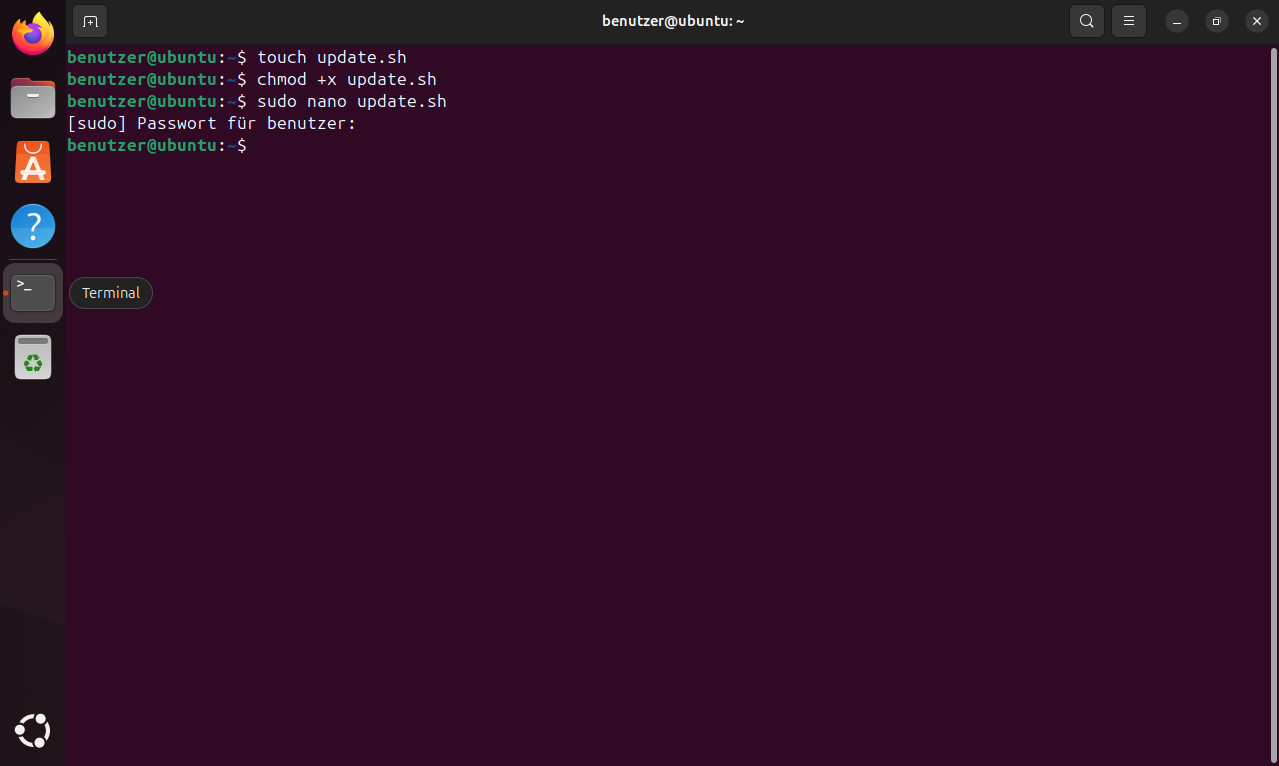 benutzer@ubuntu: ~
benutzer@ubuntu:~$ touch update.sh
benutzer@ubuntu:~$ chmod +x update.sh
benutzer@ubuntu:~$ sudo nano update.sh
[sudo] Passwort für benutzer:
benutzer@ubuntu:~$
?
>_
Terminal